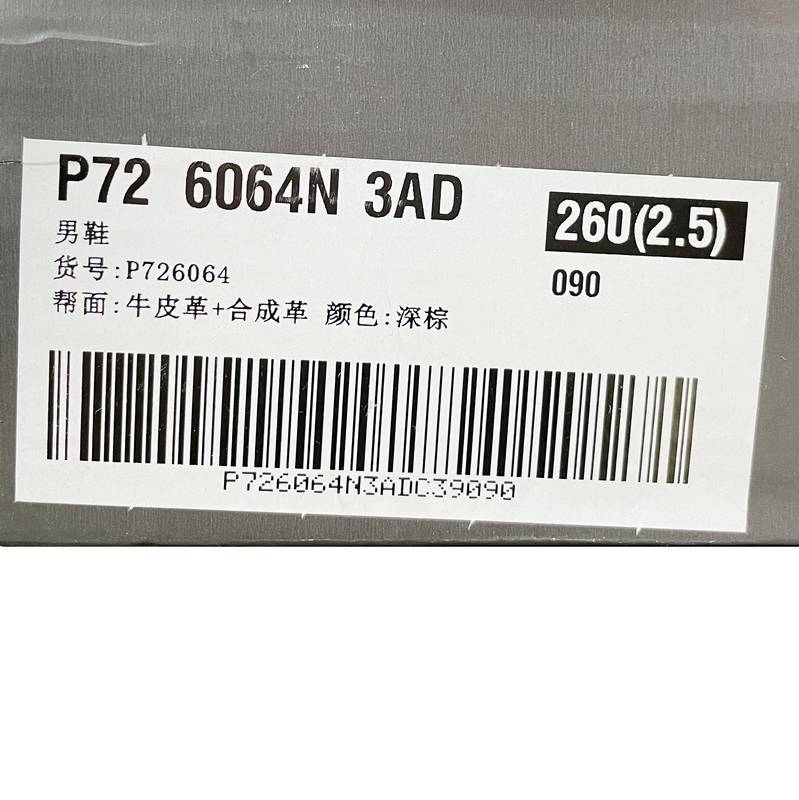 P72 6064N 3AD
260(2.5)
男鞋
货号:P726064
090
帮面:牛皮革+合成革 颜色:深棕
P726064N3ADC39090